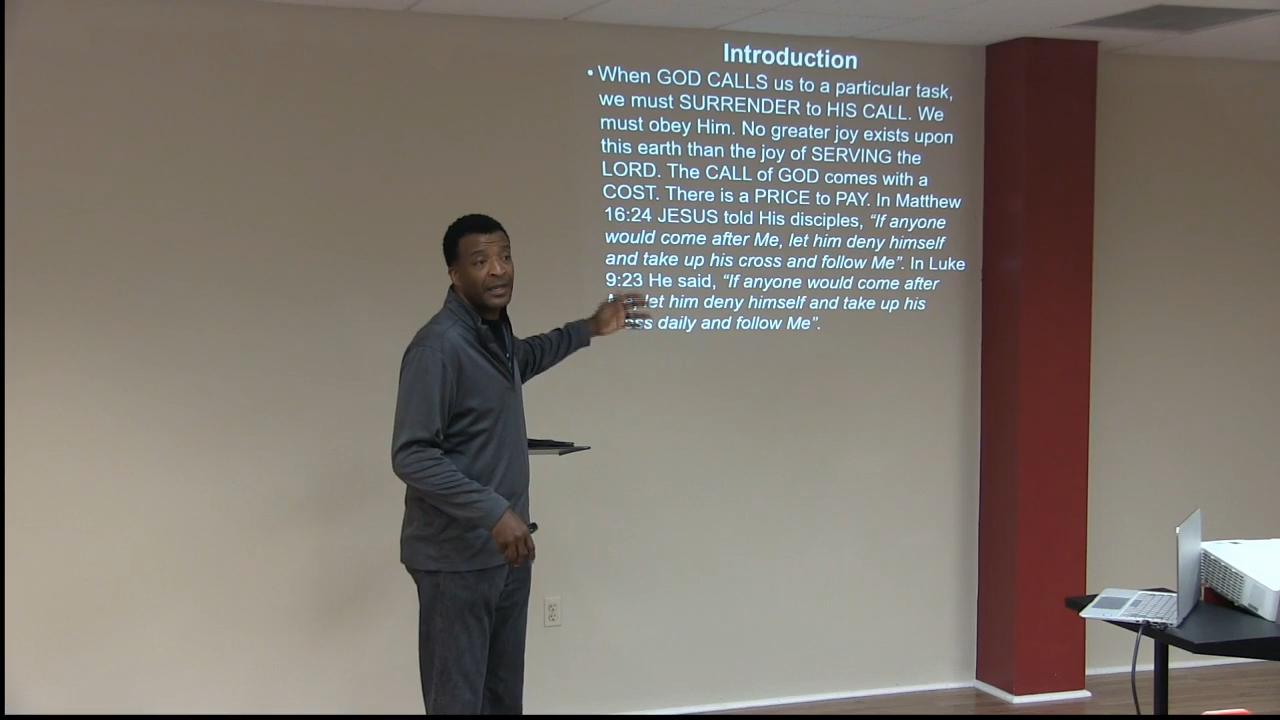 Introduction
• When GOD CALLS us to a particular task,
we must SURRENDER to HIS CALL. We
must obey Him. No greater joy exists upon
this earth than the joy of SERVING the
LORD. The CALL of GOD comes with a
COST. There is a PRICE to PAY. In Matthew
16:24 JESUS told His disciples, “If anyone
would come after Me, let him deny himself
and take up his cross and follow Me”. In Luke
9:23 He said, “If anyone would come after
let him deny himself and take up his
daily and follow Me”.